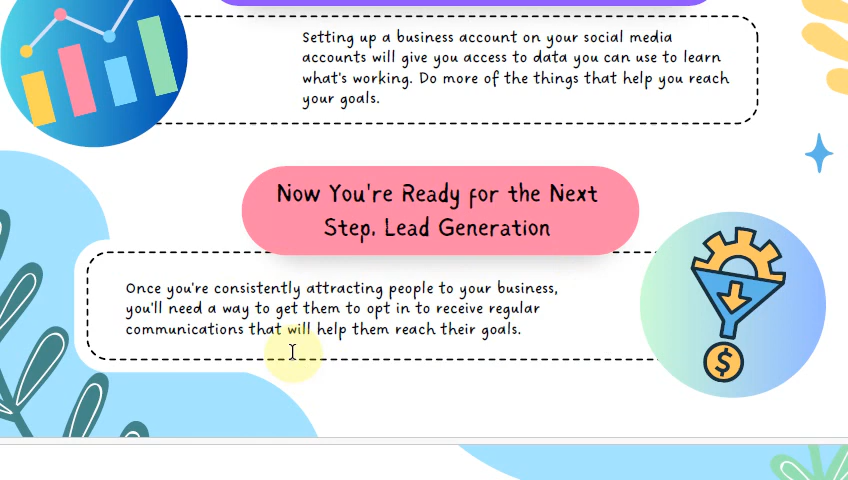 Setting up a business account on your social media
accounts will give you access to data you can use to learn
what's working. Do more of the things that help you reach
your goals.
Now You're Ready for the Next
Step, Lead Generation
Once you're consistently attracting people to your business,
you'll need a way to get them to opt in to receive regular
communications that will help them reach their goals.
$